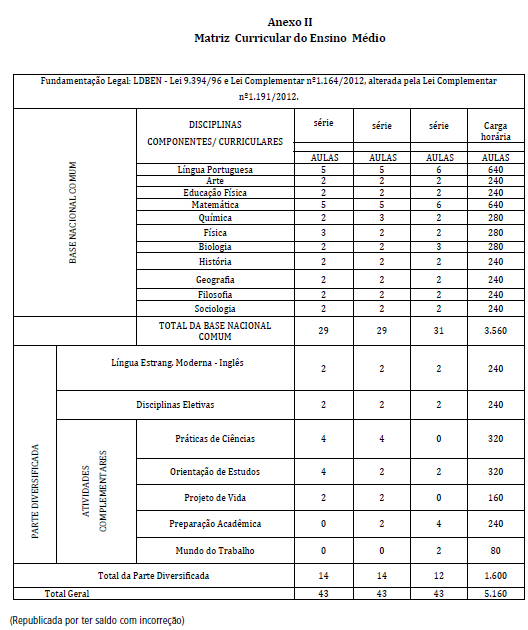 Anexo II
Matriz Curricular do Ensino Médio
Fundamentação Legal: LDBEN - Lei 9.394/96 e Lei Complementar nº1.164/2012, alterada pela Lei Complementar
nº1.191/2012.
BASE NACIONAL COMUM
DISCIPLINAS
COMPONENTES/ CURRICULARES
série série série Carga horária
AULAS AULAS AULAS AULAS
Língua Portuguesa 5 5 6 640
Arte 2 2 2 240
Educação Física 2 2 2 240
Matemática 5 5 6 640
Química 2 3 2 280
Física 3 2 2 280
Biologia 2 2 3 280
História 2 2 2 240
Geografia 2 2 2 240
Filosofia 2 2 2 240
Sociologia 2 2 2 240
TOTAL DA BASE NACIONAL
COMUM 29 29 31 3.560
PARTE DIVERSIFICADA
Língua Estrang. Moderna - Inglês 2 2 2 240
Disciplinas Eletivas 2 2 2 240
ATIVIDADES
COMPLEMENTARES
Práticas de Ciências 4 4 0 320
Orientação de Estudos 4 2 2 320
Projeto de Vida 2 2 0 160
Preparação Acadêmica 0 2 4 240
Mundo do Trabalho 0 0 2 80
Total da Parte Diversificada 14 14 12 1.600
Total Geral 43 43 43 5.160
(Republicada por ter saído com incorreção)